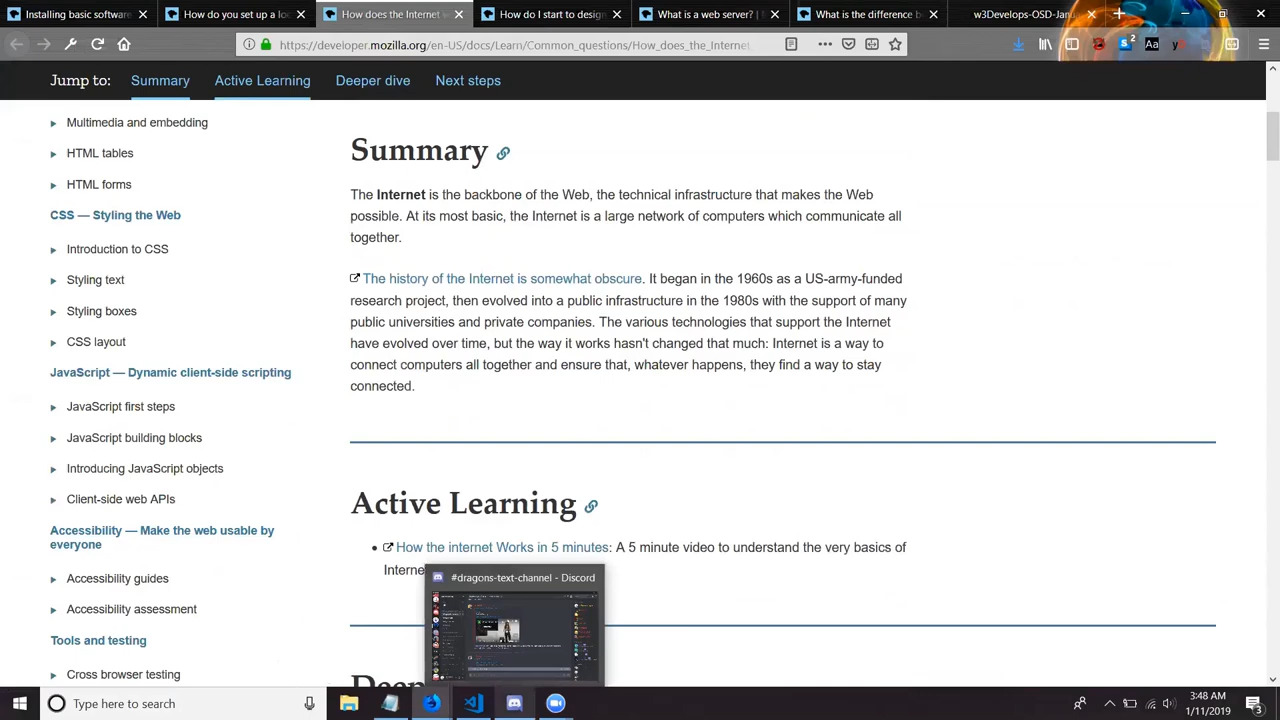 Installing basic software
How do you set up a loc
How does the Internet w
How do I start to design
What is a web server? |
What is the difference be
w3Develops-OSD-Janu
https://developer.mozilla.org/en-US/docs/Learn/Common_questions/How_does_the_Internet_
2
Aa
Jump to:
Summary
Active Learning
Deeper dive
Next steps
Multimedia and embedding
HTML tables
HTML forms
CSS — Styling the Web
Introduction to CSS
Styling text
Styling boxes
CSS layout
JavaScript — Dynamic client-side scripting
JavaScript first steps
JavaScript building blocks
Introducing JavaScript objects
Client-side web APIs
Accessibility — Make the web usable by
everyone
Accessibility guides
Accessibility assessment
Tools and testing
Cross browser testing
Summary
The Internet is the backbone of the Web, the technical infrastructure that makes the Web
possible. At its most basic, the Internet is a large network of computers which communicate all
together.
The history of the Internet is somewhat obscure. It began in the 1960s as a US-army-funded
research project, then evolved into a public infrastructure in the 1980s with the support of many
public universities and private companies. The various technologies that support the Internet
have evolved over time, but the way it works hasn't changed that much: Internet is a way to
connect computers all together and ensure that, whatever happens, they find a way to stay
connected.
Active Learning
How the internet Works in 5 minutes: A 5 minute video to understand the very basics of
Interne
#dragons-text-channel - Discord
Deep
Type here to search
3:48 AM
1/11/2019
3